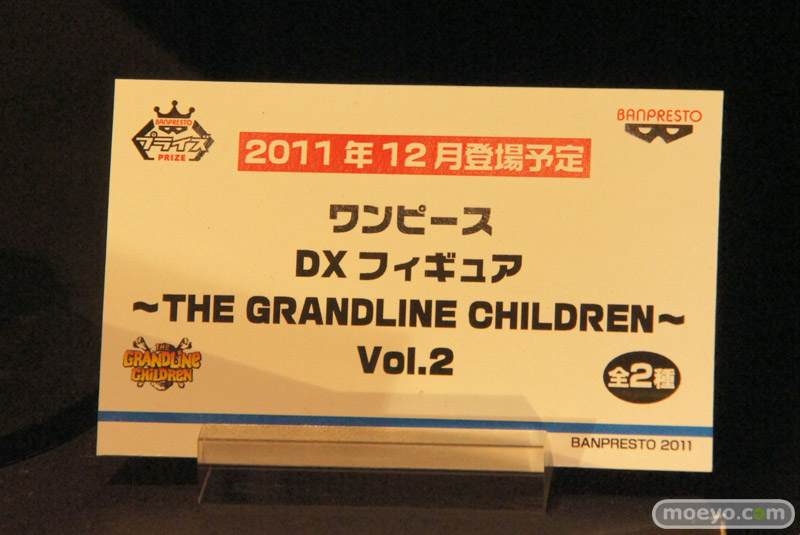 BANPRESTO
プライズ
PRIZE
BANPRESTO
2011年12月登場予定
ワンピース
DXフィギュア
～THE GRANDLINE CHILDREN～
Vol.2
THE
GRANDLINE
CHILDREN
全2種
BANPRESTO 2011
moeyo.com